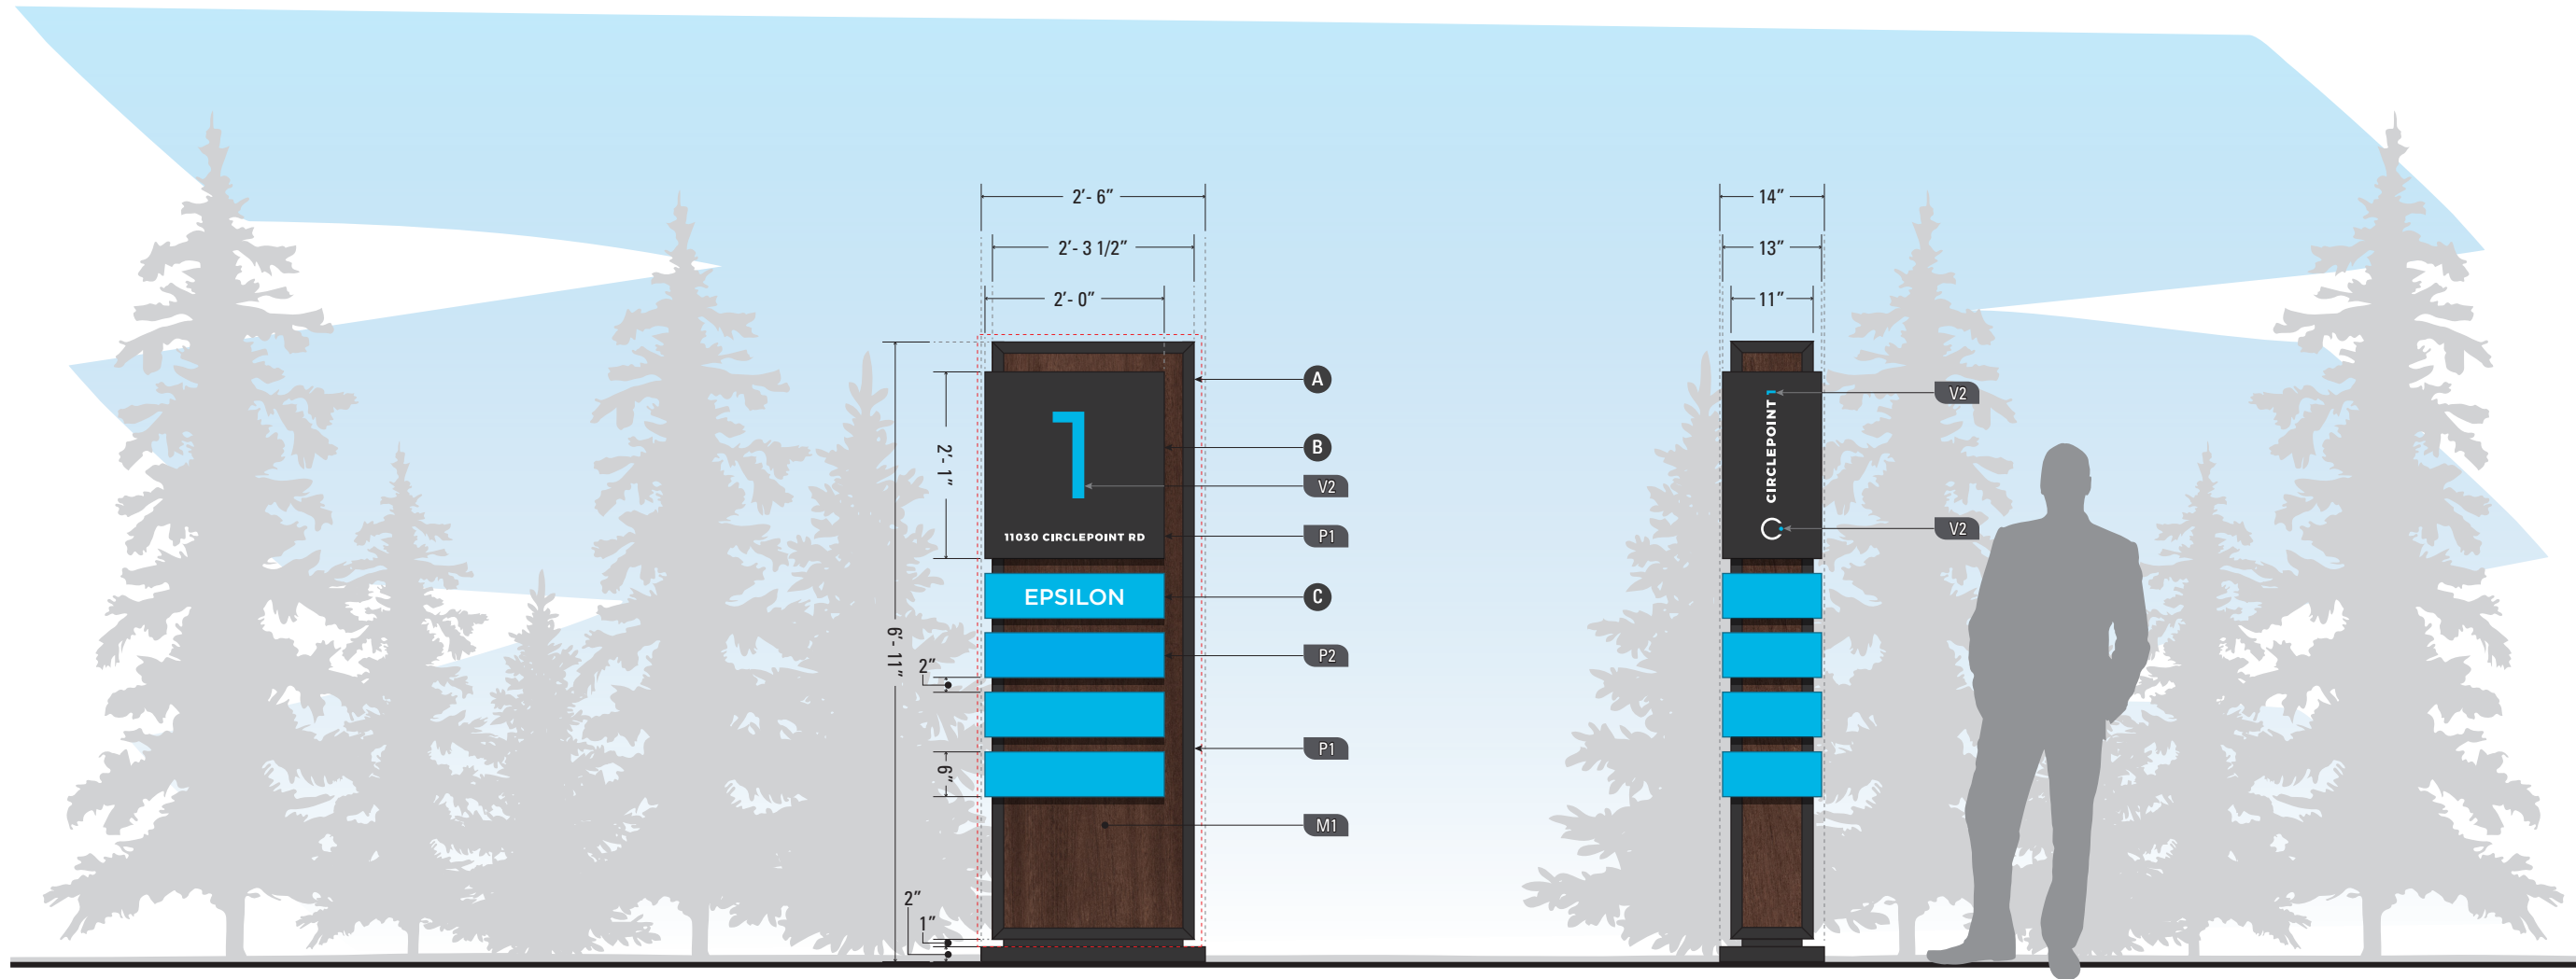 2’- 6”
14”
2’- 3 1/2”
13”
2’- 0”
11”
A
1
V2
CIRCLEPOINT 1
B
2’- 1”
V2
11030 CIRCLEPOINT RD
P1
V2
EPSILON
C
6’- 11”
2”
P2
P1
6”
M1
2”
1”